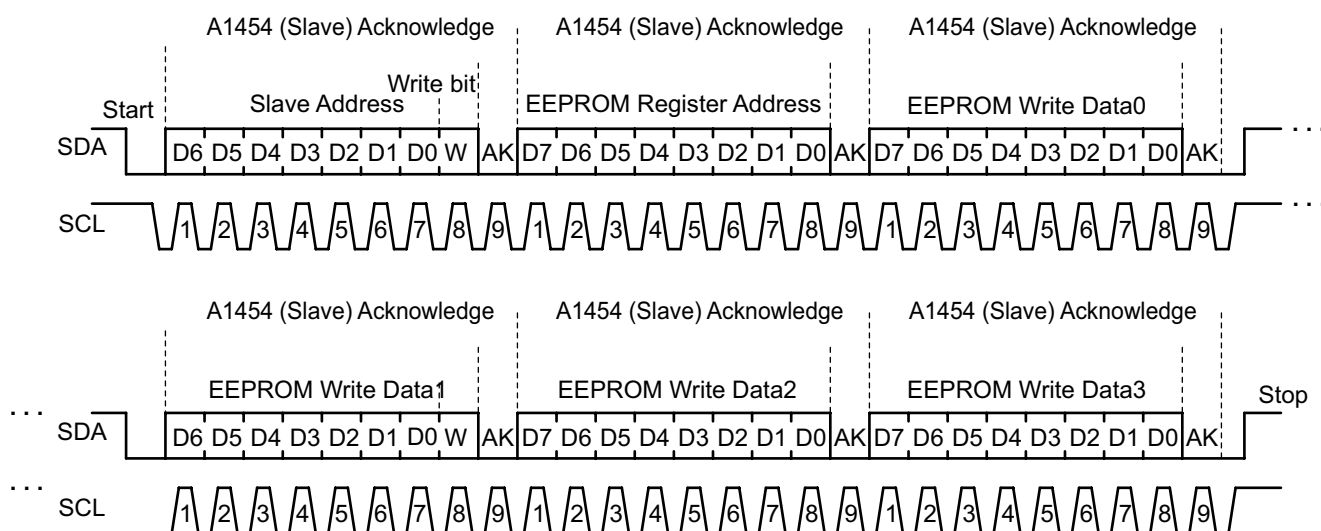 A1454 (Slave) Acknowledge A1454 (Slave) Acknowledge A1454 (Slave) Acknowledge
Write bit
Start Slave Address EEPROM Register Address EEPROM Write Data0
SDA D6 D5 D4 D3 D2 D1 D0 W AK D7 D6 D5 D4 D3 D2 D1 D0 AK D7 D6 D5 D4 D3 D2 D1 D0 AK . . .
SCL 1 2 3 4 5 6 7 8 9 1 2 3 4 5 6 7 8 9 1 2 3 4 5 6 7 8 9 . . .
A1454 (Slave) Acknowledge A1454 (Slave) Acknowledge A1454 (Slave) Acknowledge
EEPROM Write Data1 EEPROM Write Data2 EEPROM Write Data3 Stop
. . . SDA D6 D5 D4 D3 D2 D1 D0 W AK D7 D6 D5 D4 D3 D2 D1 D0 AK D7 D6 D5 D4 D3 D2 D1 D0 AK
. . . SCL 1 2 3 4 5 6 7 8 9 1 2 3 4 5 6 7 8 9 1 2 3 4 5 6 7 8 9